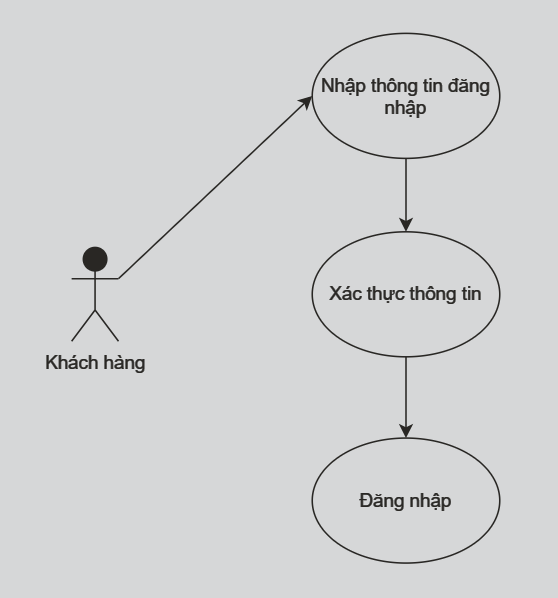 Nhập thông tin đăng
nhập
Xác thực thông tin
Khách hàng
Đăng nhập